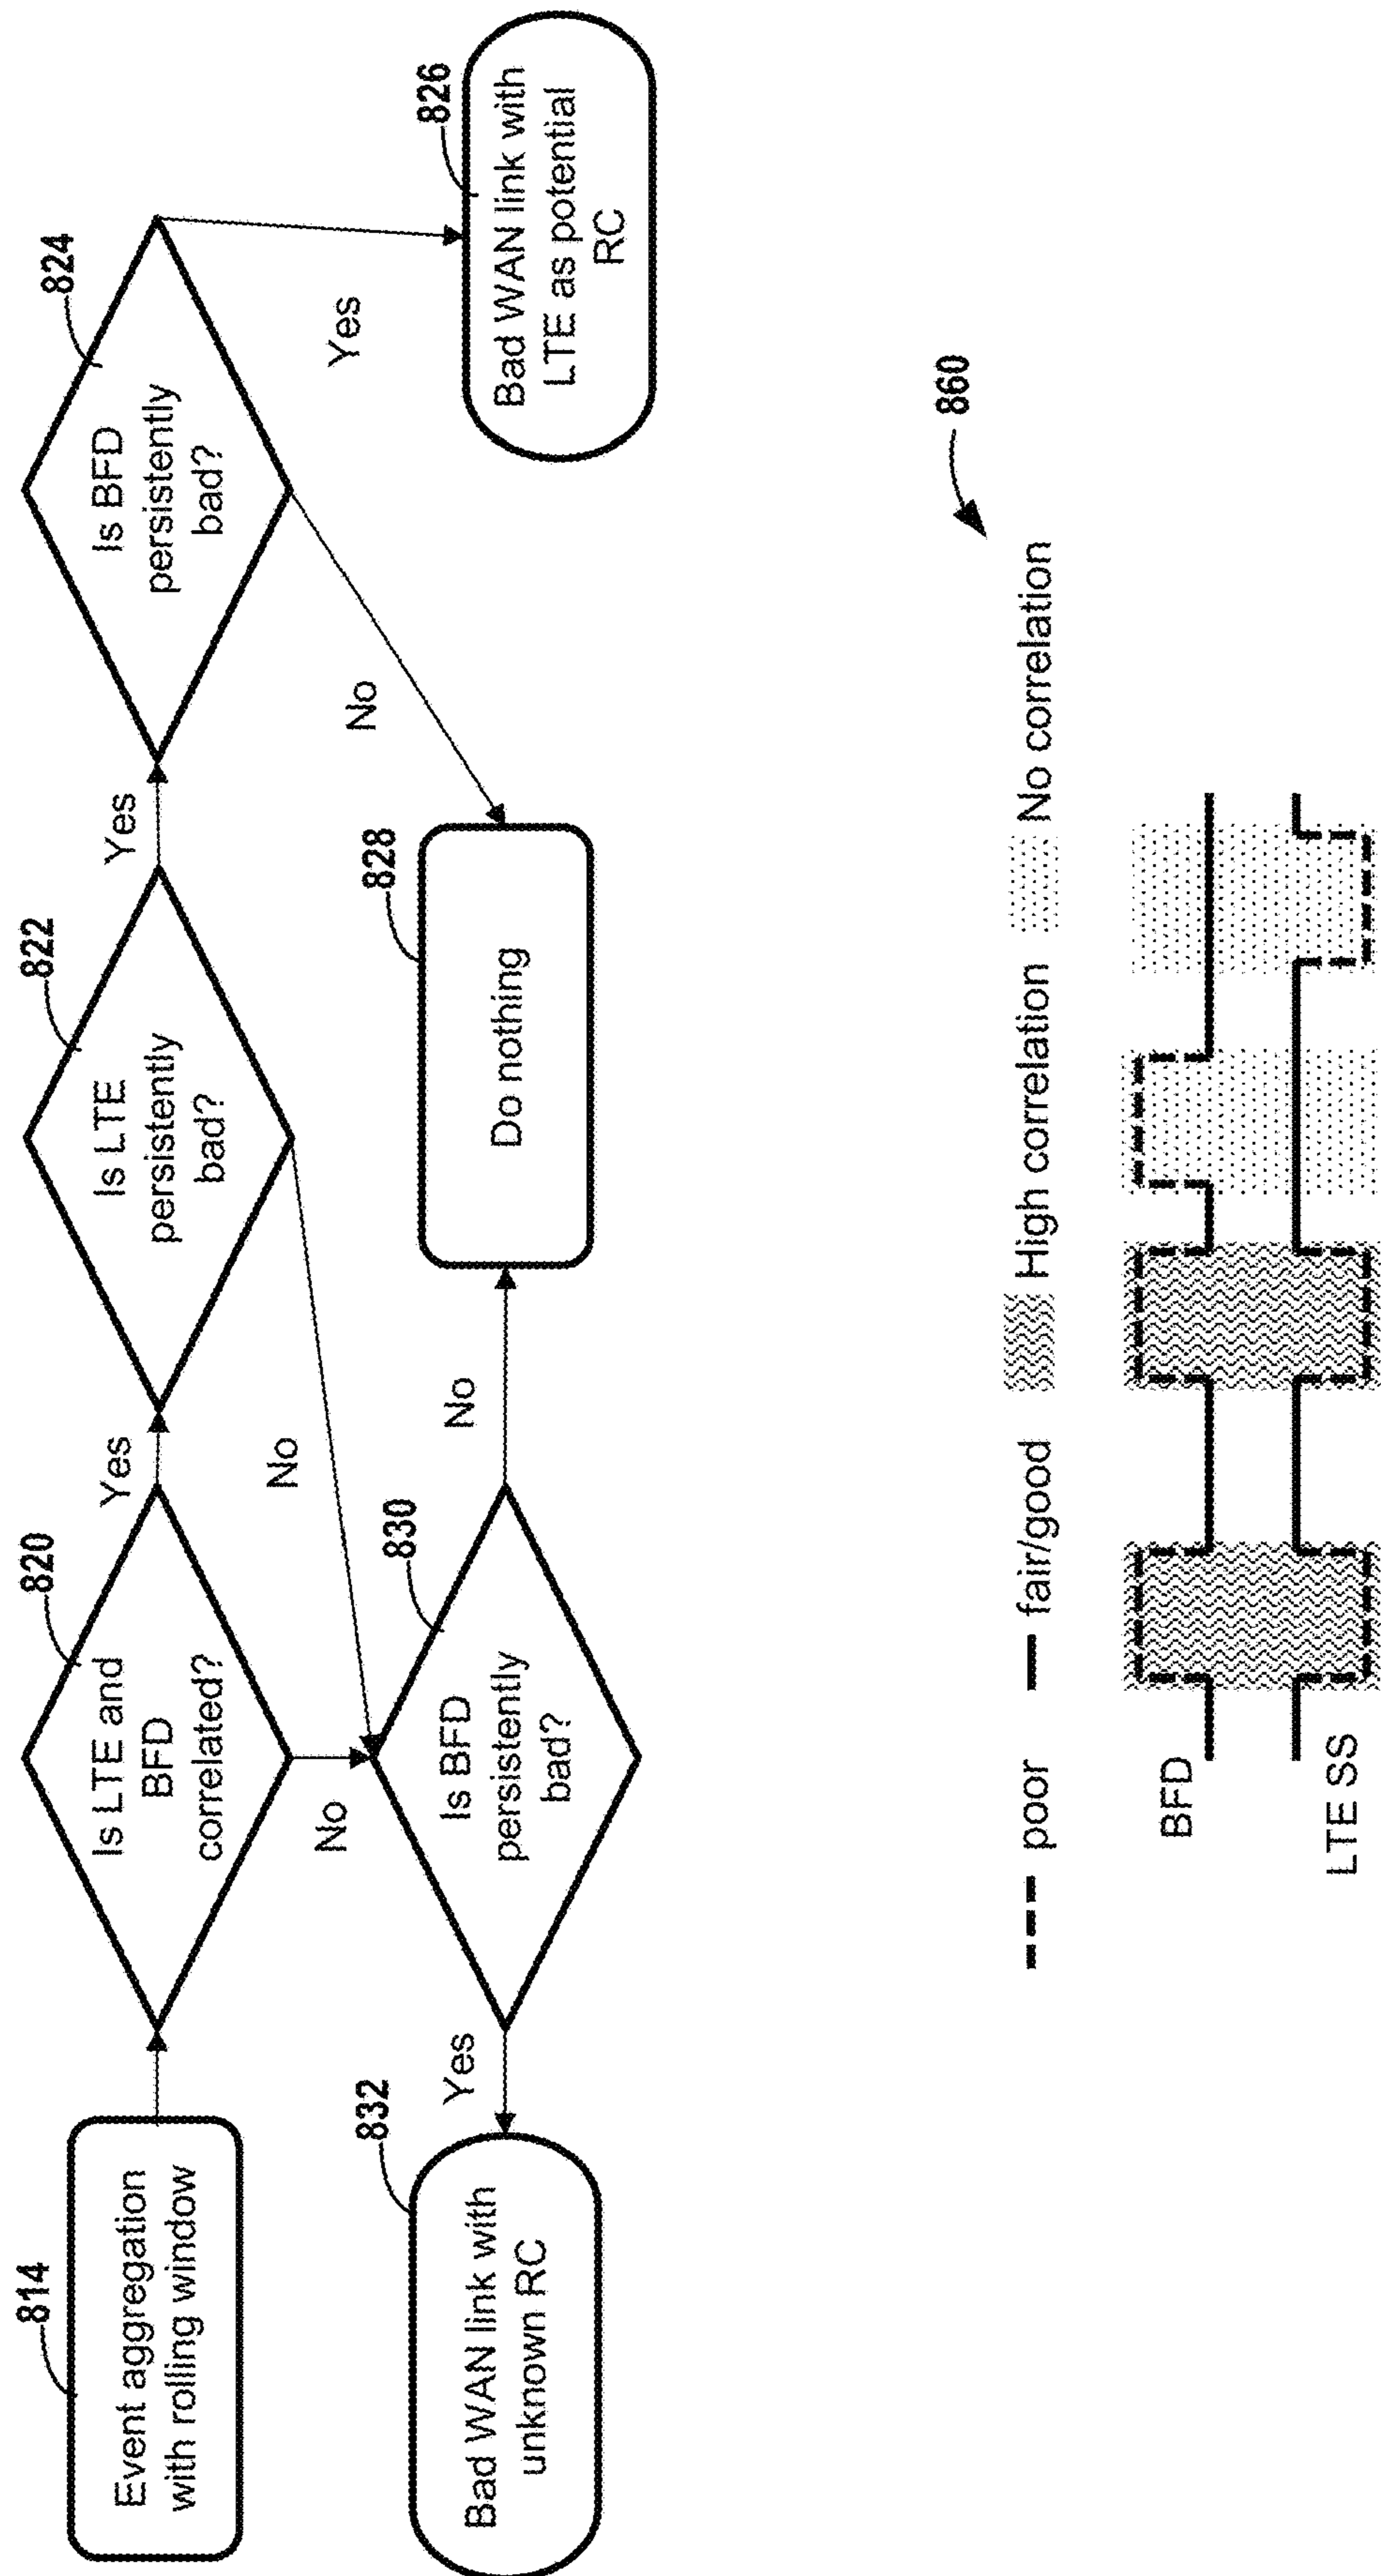 814
Event aggregation
with rolling window
820
Is LTE and
BFD
correlated?
Yes
822
Is LTE
persistently
bad?
Yes
824
Is BFD
persistently
bad?
No
No
No
Yes
832
Bad WAN link with
unknown RC
Yes
830
Is BFD
persistently
bad?
No
828
Do nothing
826
Bad WAN link with
LTE as potential
RC
860
poor
fair/good
High correlation
No correlation
BFD
LTE SS